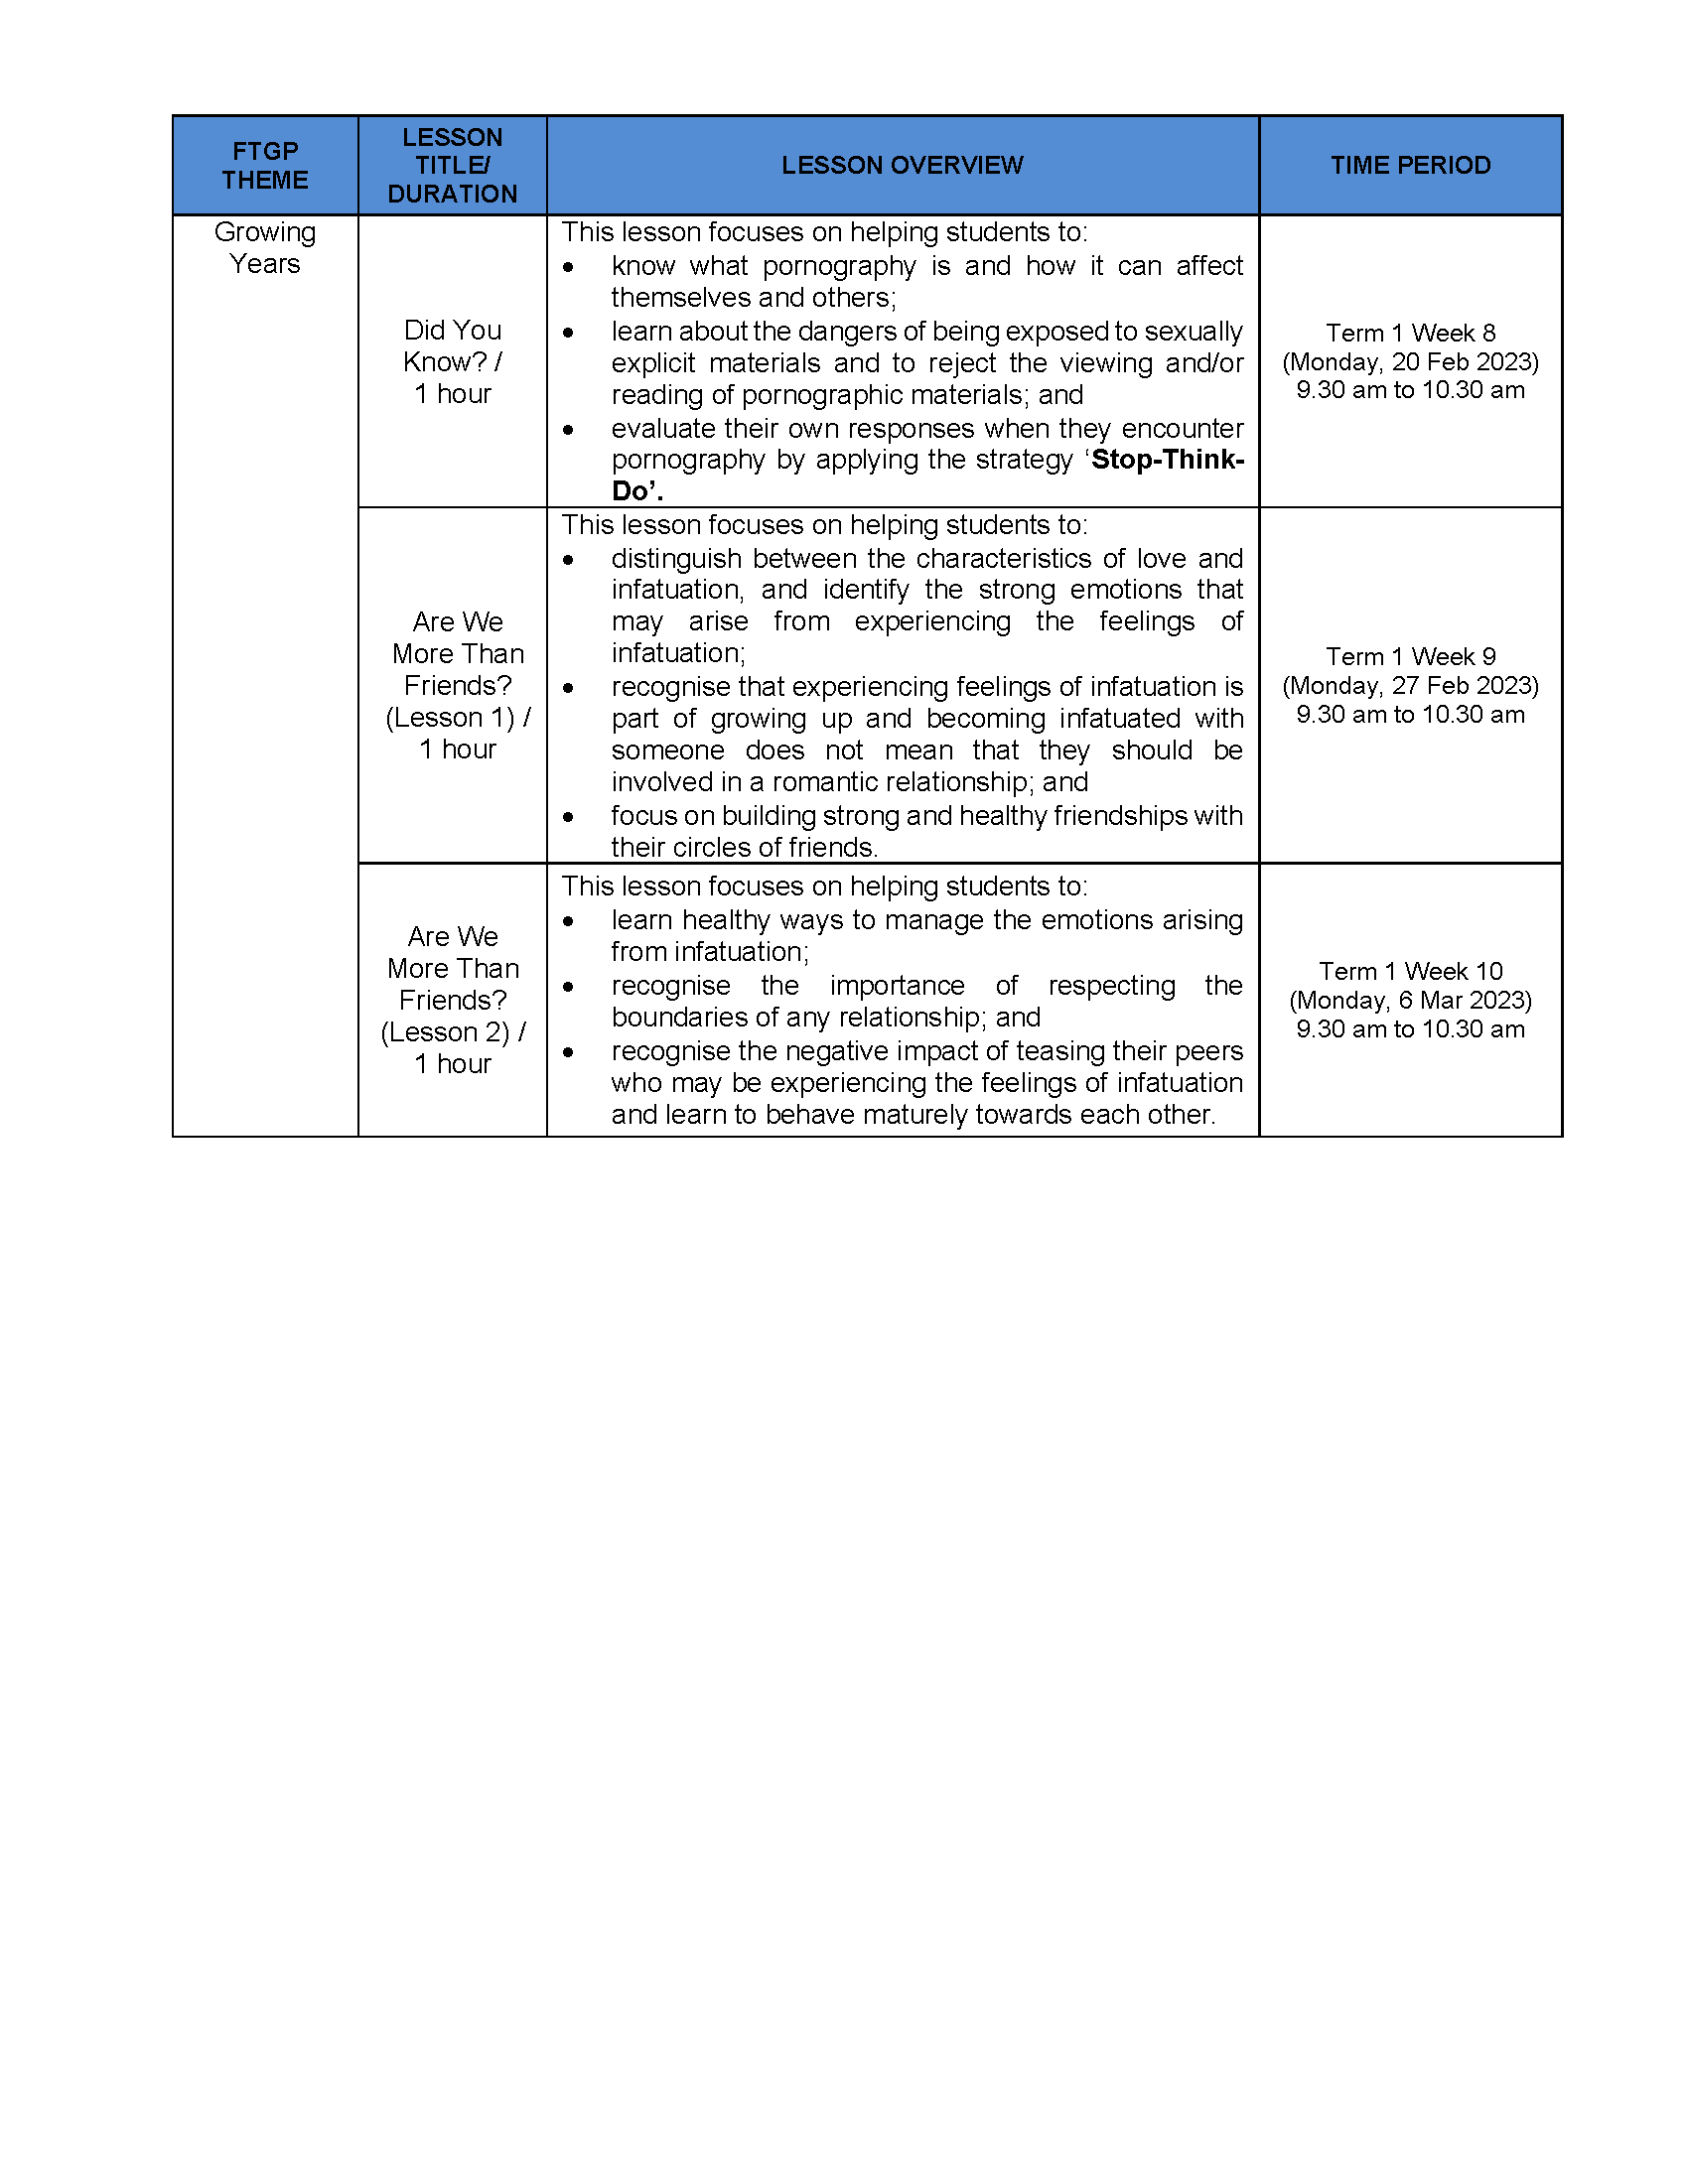 FTGP
THEME
LESSON
TITLE/
DURATION
LESSON OVERVIEW
TIME PERIOD
Growing
Years
Did You
Know? /
1 hour
This lesson focuses on helping students to:
• know what pornography is and how it can affect
themselves and others;
• learn about the dangers of being exposed to sexually
explicit materials and to reject the viewing and/or
reading of pornographic materials; and
• evaluate their own responses when they encounter
pornography by applying the strategy ‘Stop-Think-
Do’.
Term 1 Week 8
(Monday, 20 Feb 2023)
9.30 am to 10.30 am
Are We
More Than
Friends?
(Lesson 1) /
1 hour
This lesson focuses on helping students to:
• distinguish between the characteristics of love and
infatuation, and identify the strong emotions that
may arise from experiencing the feelings of
infatuation;
• recognise that experiencing feelings of infatuation is
part of growing up and becoming infatuated with
someone does not mean that they should be
involved in a romantic relationship; and
• focus on building strong and healthy friendships with
their circles of friends.
Term 1 Week 9
(Monday, 27 Feb 2023)
9.30 am to 10.30 am
Are We
More Than
Friends?
(Lesson 2) /
1 hour
This lesson focuses on helping students to:
• learn healthy ways to manage the emotions arising
from infatuation;
• recognise the importance of respecting the
boundaries of any relationship; and
• recognise the negative impact of teasing their peers
who may be experiencing the feelings of infatuation
and learn to behave maturely towards each other.
Term 1 Week 10
(Monday, 6 Mar 2023)
9.30 am to 10.30 am